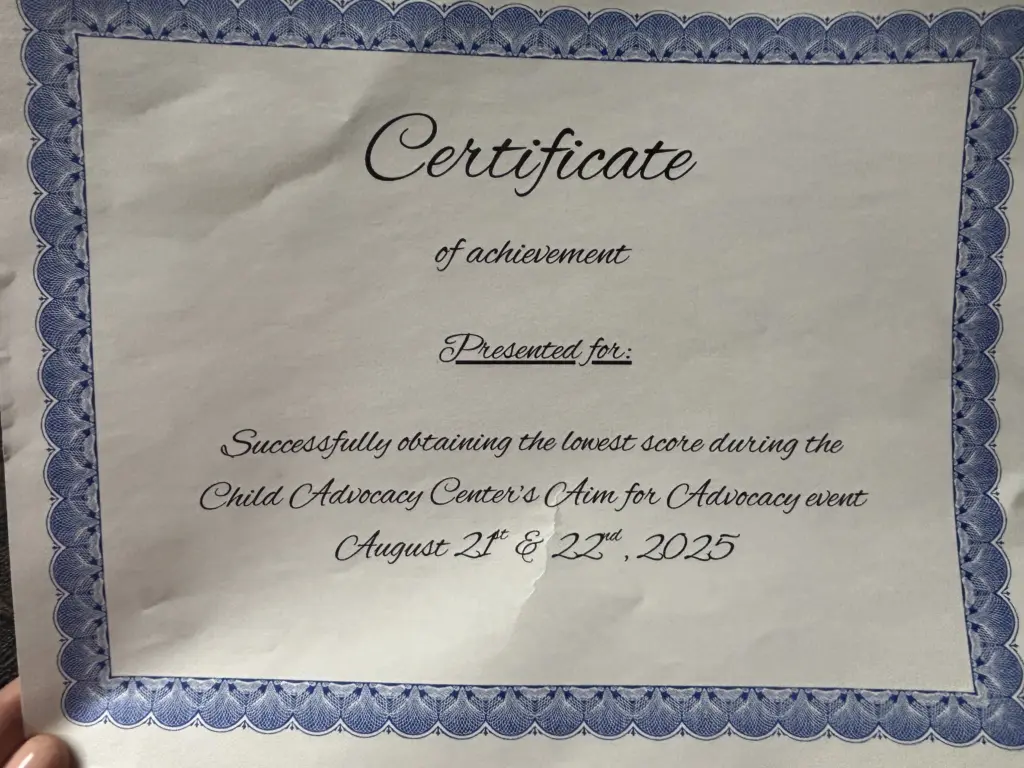 Certificate
of achievement
Presented for:
Successfully obtaining the lowest score during the
Child Advocacy Center's Aim for Advocacy event
August 21st & 22nd, 2025